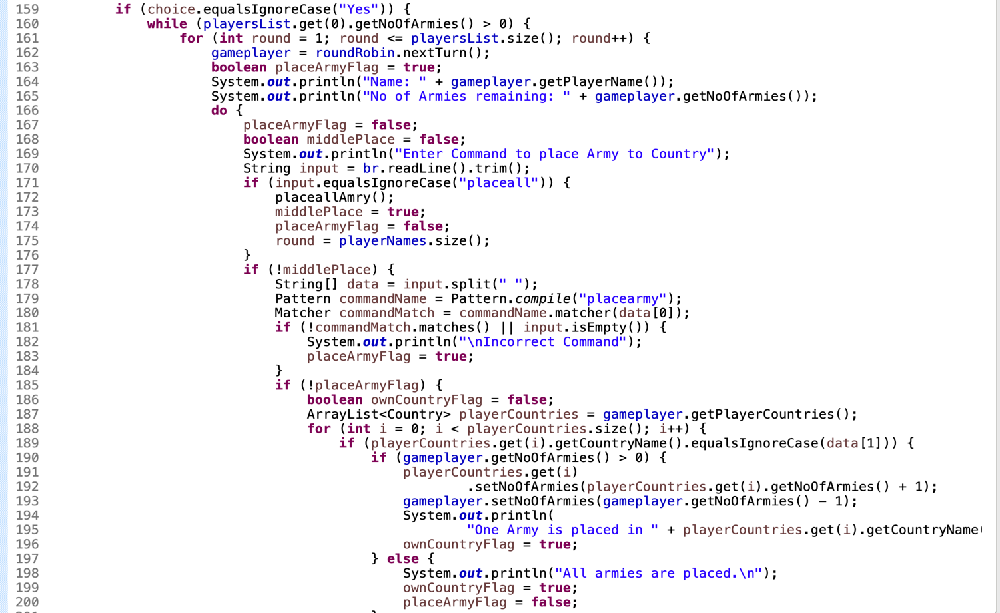 159 if (choice.equalsIgnoreCase("Yes")) {
160 while (playersList.get(0).getNoOfArmies() > 0) {
161 for (int round = 1; round <= playersList.size(); round++) {
162 gameplayer = roundRobin.nextTurn();
163 boolean placeArmyFlag = true;
164 System.out.println("Name: " + gameplayer.getPlayerName());
165 System.out.println("No of Armies remaining: " + gameplayer.getNoOfArmies());
166 do {
167 placeArmyFlag = false;
168 boolean middlePlace = false;
169 System.out.println("Enter Command to place Army to Country");
170 String input = br.readLine().trim();
171 if (input.equalsIgnoreCase("placeall")) {
172 placeallAmry();
173 middlePlace = true;
174 placeArmyFlag = false;
175 round = playerNames.size();
176 }
177 if (!middlePlace) {
178 String[] data = input.split(" ");
179 Pattern commandName = Pattern.compile("placearmy");
180 Matcher commandMatch = commandName.matcher(data[0]);
181 if (!commandMatch.matches() || input.isEmpty()) {
182 System.out.println("\nIncorrect Command");
183 placeArmyFlag = true;
184 }
185 if (!placeArmyFlag) {
186 boolean ownCountryFlag = false;
187 ArrayList<Country> playerCountries = gameplayer.getPlayerCountries();
188 for (int i = 0; i < playerCountries.size(); i++) {
189 if (playerCountries.get(i).getCountryName().equalsIgnoreCase(data[1])) {
190 if (gameplayer.getNoOfArmies() > 0) {
191 playerCountries.get(i)
192 .setNoOfArmies(playerCountries.get(i).getNoOfArmies() + 1);
193 gameplayer.setNoOfArmies(gameplayer.getNoOfArmies() - 1);
194 System.out.println(
195 "One Army is placed in " + playerCountries.get(i).getCountryName(
196 ownCountryFlag = true;
197 } else {
198 System.out.println("All armies are placed.\n");
199 ownCountryFlag = true;
200 placeArmyFlag = false;